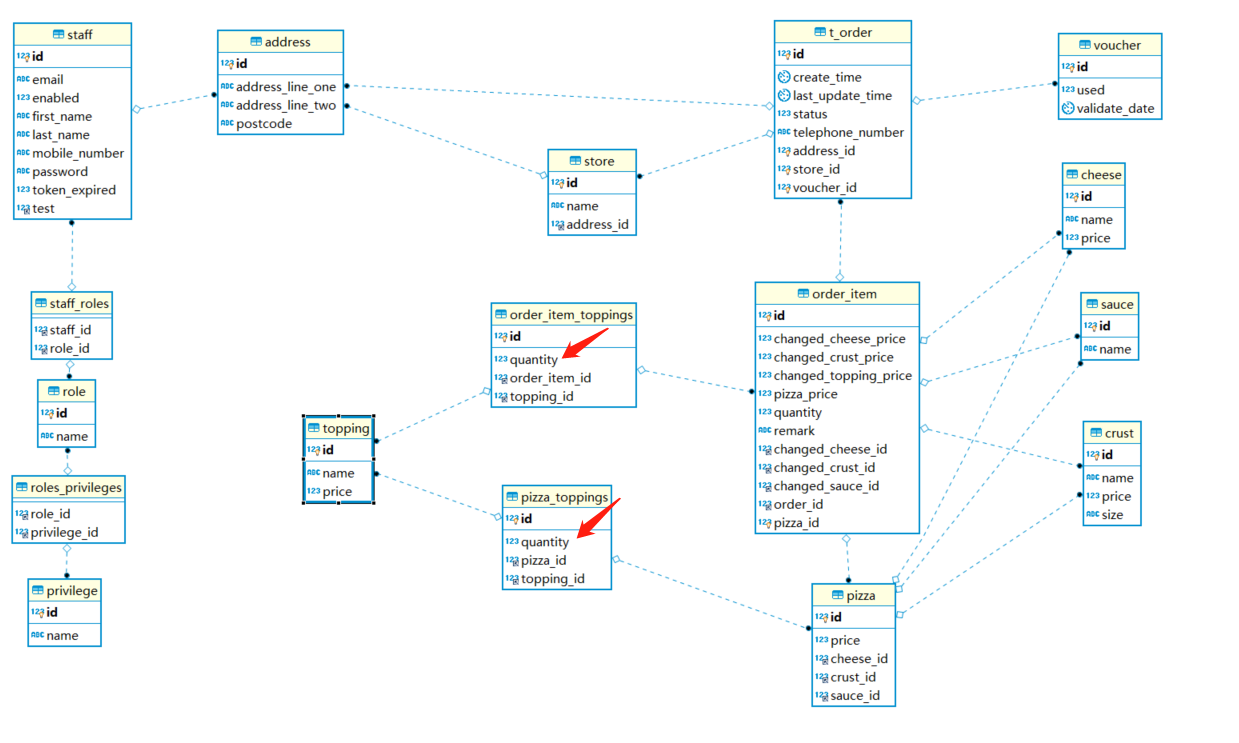 staff
123 id
ABC email
123 enabled
ABC first_name
ABC last_name
ABC mobile_number
ABC password
123 token_expired
123 test
address
123 id
ABC address_line_one
ABC address_line_two
ABC postcode
t_order
123 id
create_time
last_update_time
123 status
ABC telephone_number
123 address_id
123 store_id
123 voucher_id
voucher
123 id
123 used
validate_date
store
123 id
ABC name
123 address_id
cheese
123 id
ABC name
123 price
staff_roles
123 staff_id
123 role_id
order_item_toppings
123 id
123 quantity
123 order_item_id
123 topping_id
order_item
123 id
123 changed_cheese_price
123 changed_crust_price
123 changed_topping_price
123 pizza_price
123 quantity
ABC remark
123 changed_cheese_id
123 changed_crust_id
123 changed_sauce_id
123 order_id
123 pizza_id
sauce
123 id
ABC name
role
123 id
ABC name
topping
123 id
ABC name
123 price
crust
123 id
ABC name
123 price
ABC size
roles_privileges
123 role_id
123 privilege_id
pizza_toppings
123 id
123 quantity
123 pizza_id
123 topping_id
privilege
123 id
ABC name
pizza
123 id
123 price
123 cheese_id
123 crust_id
123 sauce_id